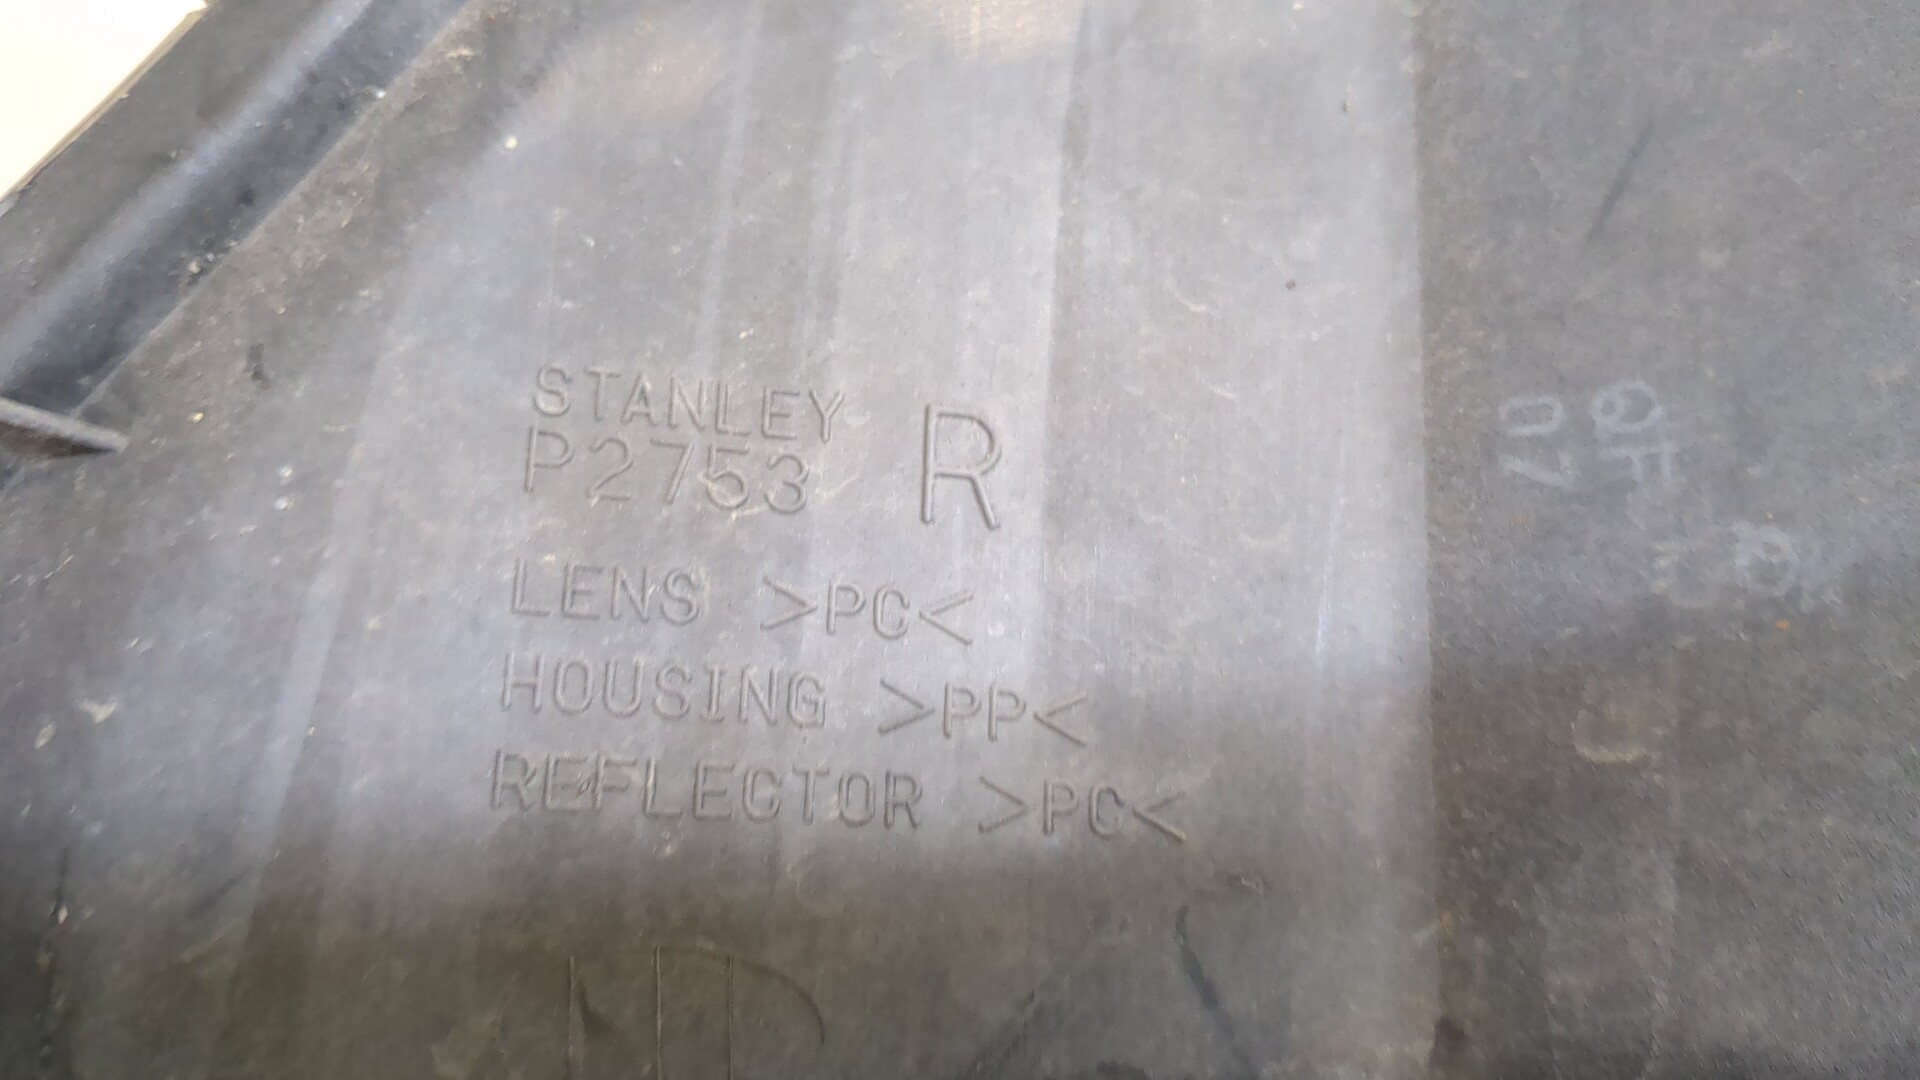 STANLEY
P2753 R
LENS >PC<
HOUSING >PP<
REFLECTOR >PC<